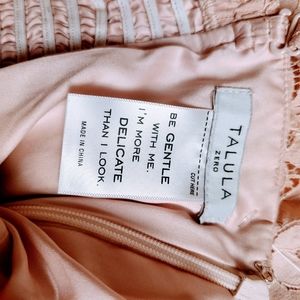 TALULA
ZERO
BE GENTLE
WITH ME.
I'M MORE
DELICATE
THAN I LOOK.
MADE IN CHINA
CUT HERE